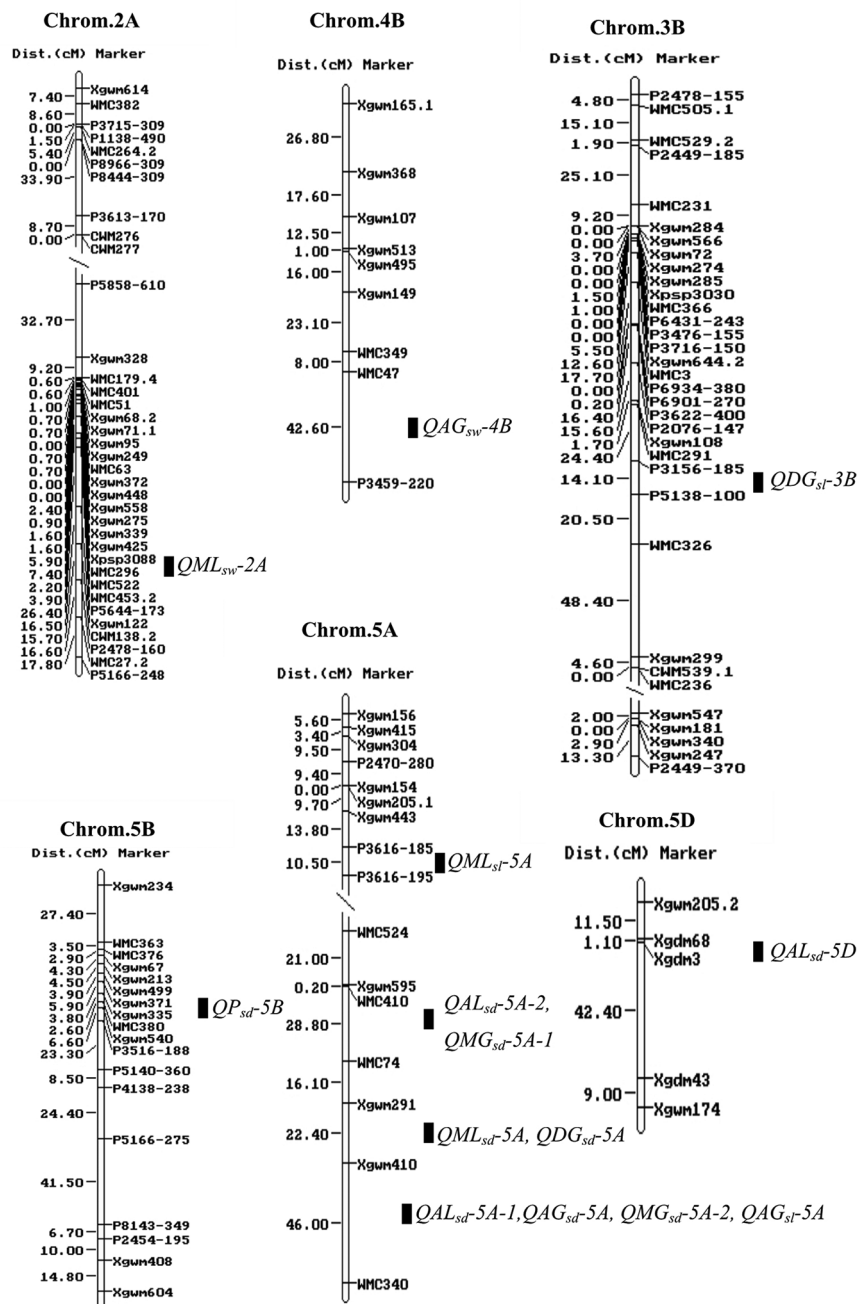 Chrom.2A
Dist.(cM) Marker
Xgwm614
7.40
WMC382
8.60
P3715-309
0.00
P1138-490
1.50
WMC264.2
5.40
P8966-309
0.00
P8444-309
33.90
P3613-170
8.70
CWM276
0.00
CWM277
P5858-610
32.70
Xgwm328
9.20
WMC179.4
0.60
WMC401
0.60
WMC51
1.00
Xgwm68.2
0.70
Xgwm71.1
0.70
Xgwm95
0.00
Xgwm249
0.70
WMC63
0.00
Xgwm372
0.00
Xgwm448
2.40
Xgwm558
0.90
Xgwm275
1.60
Xgwm339
1.60
Xgwm425
5.90
Xpsp3088
7.40
WMC296
2.20
WMC522
3.90
WMC453.2
26.40
P5644-173
16.50
Xgwm122
15.70
CWM138.2
16.60
P2478-160
17.80
WMC27.2
P5166-248
QMLsw-2A
Chrom.4B
Dist.(cM) Marker
Xgwm165.1
26.80
Xgwm368
17.60
Xgwm107
12.50
Xgwm513
1.00
Xgwm495
16.00
Xgwm149
23.10
WMC349
8.00
WMC47
42.60
P3459-220
QAGsw-4B
Chrom.3B
Dist.(cM) Marker
P2478-155
4.80
WMC505.1
15.10
WMC529.2
1.90
P2449-185
25.10
WMC231
9.20
Xgwm284
0.00
Xgwm566
0.00
Xgwm72
3.70
Xgwm274
0.00
Xgwm285
0.00
Xpsp3030
1.50
WMC366
1.00
P6431-243
0.00
P3476-155
0.00
P3716-150
5.50
Xgwm644.2
12.60
WMC3
17.70
P6934-380
0.00
P6901-270
0.20
P3622-400
16.40
P2076-147
15.60
Xgwm108
1.70
WMC291
24.40
P3156-185
14.10
P5138-100
20.50
WMC326
48.40
Xgwm299
4.60
CWM539.1
0.00
WMC236
Xgwm547
2.00
Xgwm181
0.00
Xgwm340
2.90
Xgwm247
13.30
P2449-370
QDGsl-3B
Chrom.5A
Dist.(cM) Marker
Xgwm156
5.60
Xgwm415
3.40
Xgwm304
9.50
P2470-280
9.40
Xgwm154
0.00
Xgwm205.1
9.70
Xgwm443
13.80
P3616-185
10.50
P3616-195
WMC524
21.00
Xgwm595
0.20
WMC410
28.80
WMC74
16.10
Xgwm291
22.40
Xgwm410
46.00
WMC340
QMLsl-5A
QALsd-5A-2,
QMGsd-5A-1
QMLsd-5A, QDGsd-5A
QALsd-5A-1,QAGsd-5A, QMGsd-5A-2, QAGsl-5A
Chrom.5B
Dist.(cM) Marker
Xgwm234
27.40
WMC363
3.50
WMC376
2.90
Xgwm67
4.30
Xgwm213
4.50
Xgwm499
3.90
Xgwm371
5.90
Xgwm335
3.80
WMC380
2.60
Xgwm540
6.60
P3516-188
23.30
P5140-360
8.50
P4138-238
24.40
P5166-275
41.50
P8143-349
6.70
P2454-195
10.00
Xgwm408
14.80
Xgwm604
QPsd-5B
Chrom.5D
Dist.(cM) Marker
Xgwm205.2
11.50
Xgdm68
1.10
Xgdm3
42.40
Xgdm43
9.00
Xgwm174
QALsd-5D